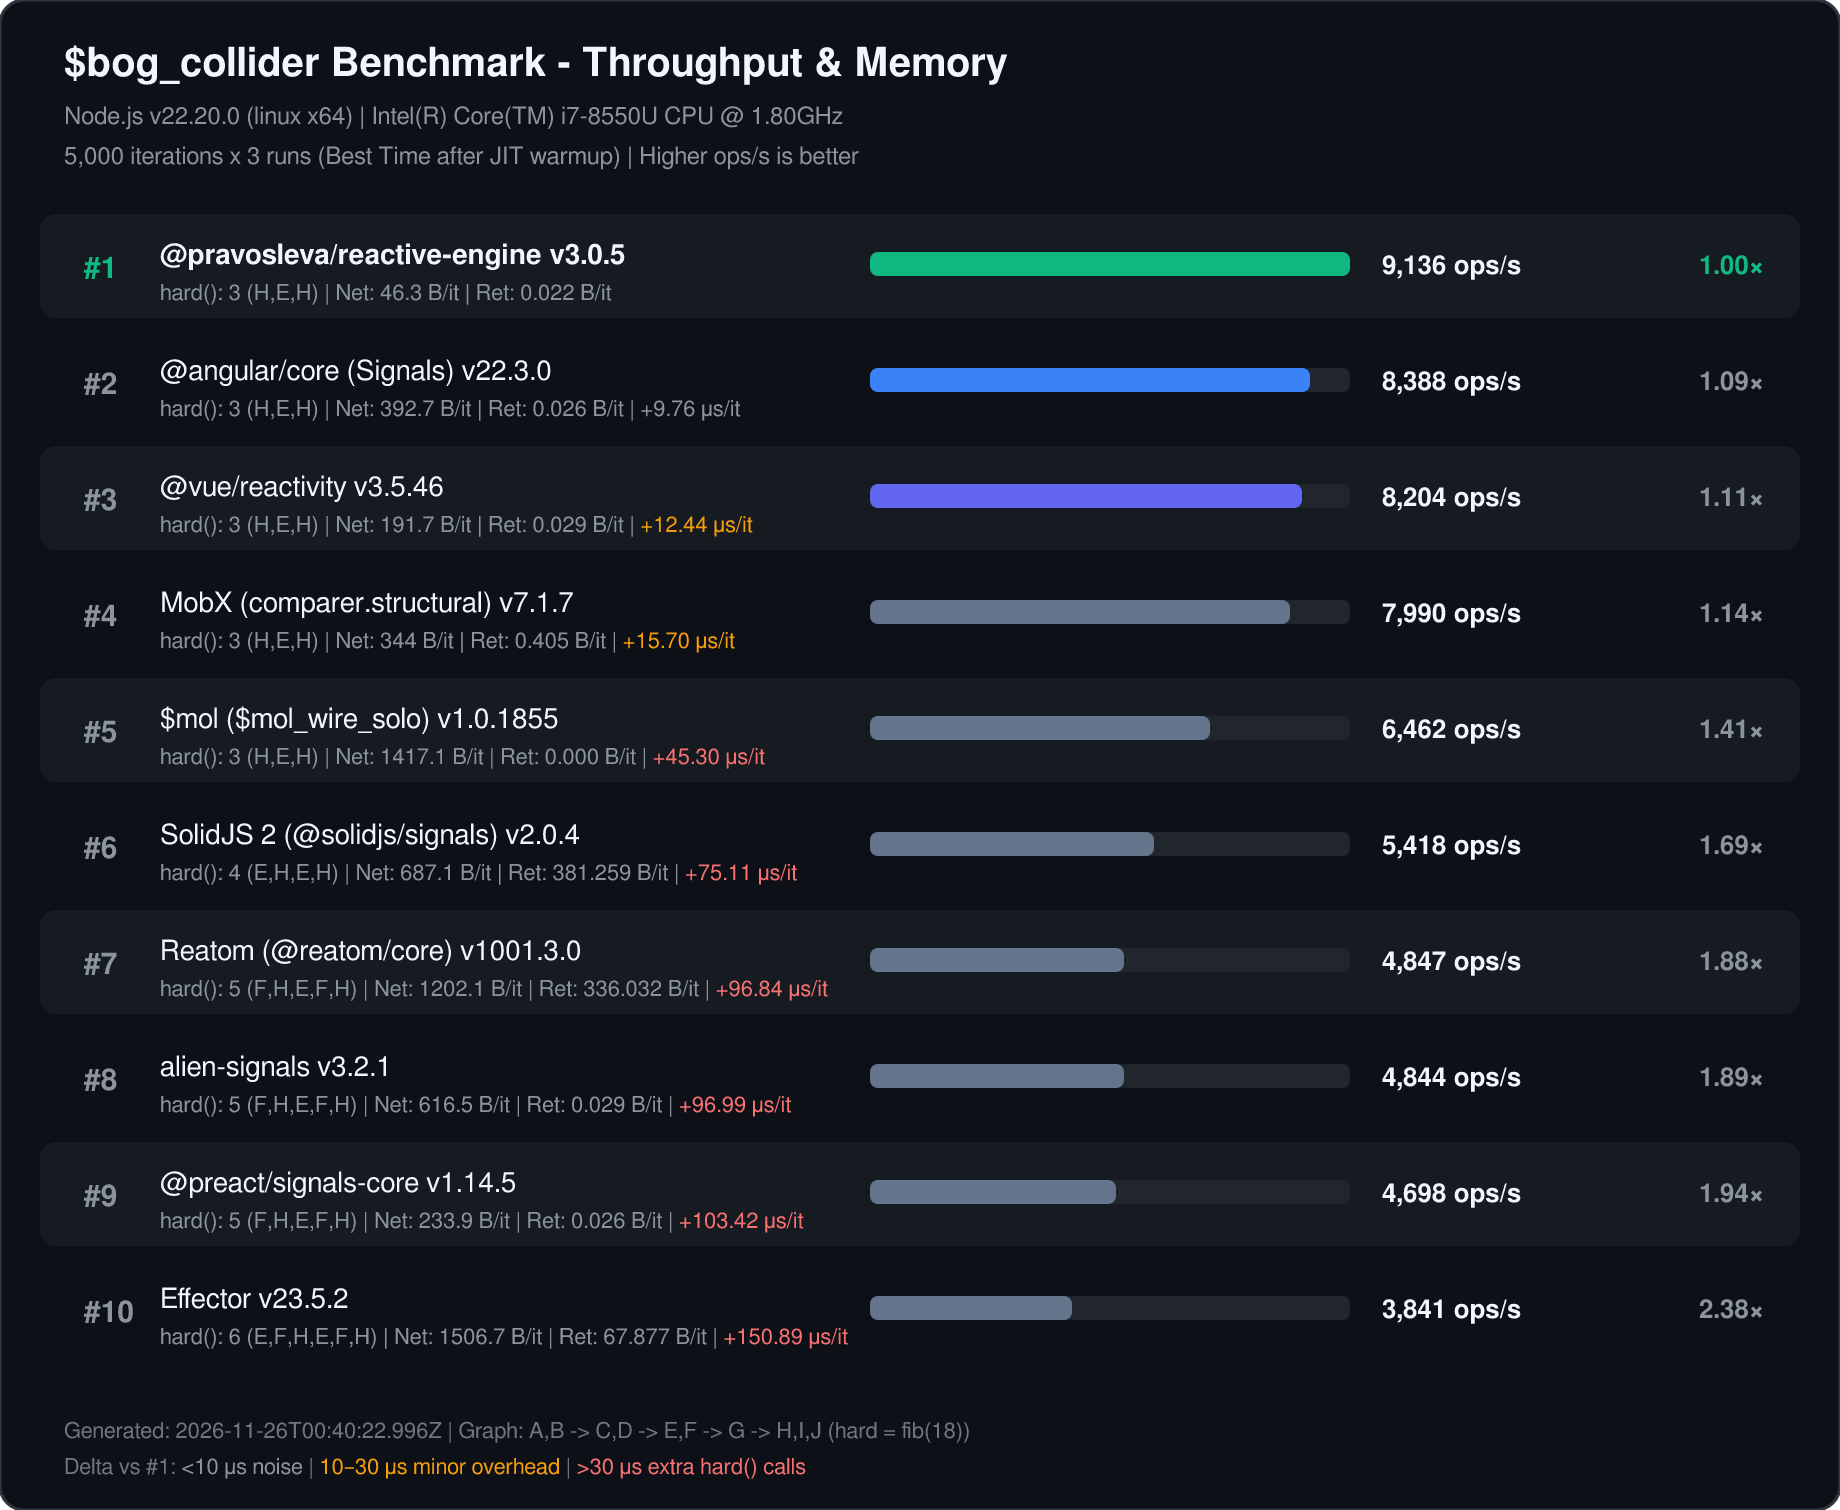 $bog_collider Benchmark - Throughput & Memory
Node.js v22.20.0 (linux x64) | Intel(R) Core(TM) i7-8550U CPU @ 1.80GHz
5,000 iterations x 3 runs (Best Time after JIT warmup) | Higher ops/s is better
#1 @pravosleva/reactive-engine v3.0.5 9,136 ops/s 1.00×
hard(): 3 (H,E,H) | Net: 46.3 B/it | Ret: 0.022 B/it
#2 @angular/core (Signals) v22.3.0 8,388 ops/s 1.09×
hard(): 3 (H,E,H) | Net: 392.7 B/it | Ret: 0.026 B/it | +9.76 µs/it
#3 @vue/reactivity v3.5.46 8,204 ops/s 1.11×
hard(): 3 (H,E,H) | Net: 191.7 B/it | Ret: 0.029 B/it | +12.44 µs/it
#4 MobX (comparer.structural) v7.1.7 7,990 ops/s 1.14×
hard(): 3 (H,E,H) | Net: 344 B/it | Ret: 0.405 B/it | +15.70 µs/it
#5 $mol ($mol_wire_solo) v1.0.1855 6,462 ops/s 1.41×
hard(): 3 (H,E,H) | Net: 1417.1 B/it | Ret: 0.000 B/it | +45.30 µs/it
#6 SolidJS 2 (@solidjs/signals) v2.0.4 5,418 ops/s 1.69×
hard(): 4 (E,H,E,H) | Net: 687.1 B/it | Ret: 381.259 B/it | +75.11 µs/it
#7 Reatom (@reatom/core) v1001.3.0 4,847 ops/s 1.88×
hard(): 5 (F,H,E,F,H) | Net: 1202.1 B/it | Ret: 336.032 B/it | +96.84 µs/it
#8 alien-signals v3.2.1 4,844 ops/s 1.89×
hard(): 5 (F,H,E,F,H) | Net: 616.5 B/it | Ret: 0.029 B/it | +96.99 µs/it
#9 @preact/signals-core v1.14.5 4,698 ops/s 1.94×
hard(): 5 (F,H,E,F,H) | Net: 233.9 B/it | Ret: 0.026 B/it | +103.42 µs/it
#10 Effector v23.5.2 3,841 ops/s 2.38×
hard(): 6 (E,F,H,E,F,H) | Net: 1506.7 B/it | Ret: 67.877 B/it | +150.89 µs/it
Generated: 2026-11-26T00:40:22.996Z | Graph: A,B -> C,D -> E,F -> G -> H,I,J (hard = fib(18))
Delta vs #1: <10 µs noise | 10–30 µs minor overhead | >30 µs extra hard() calls